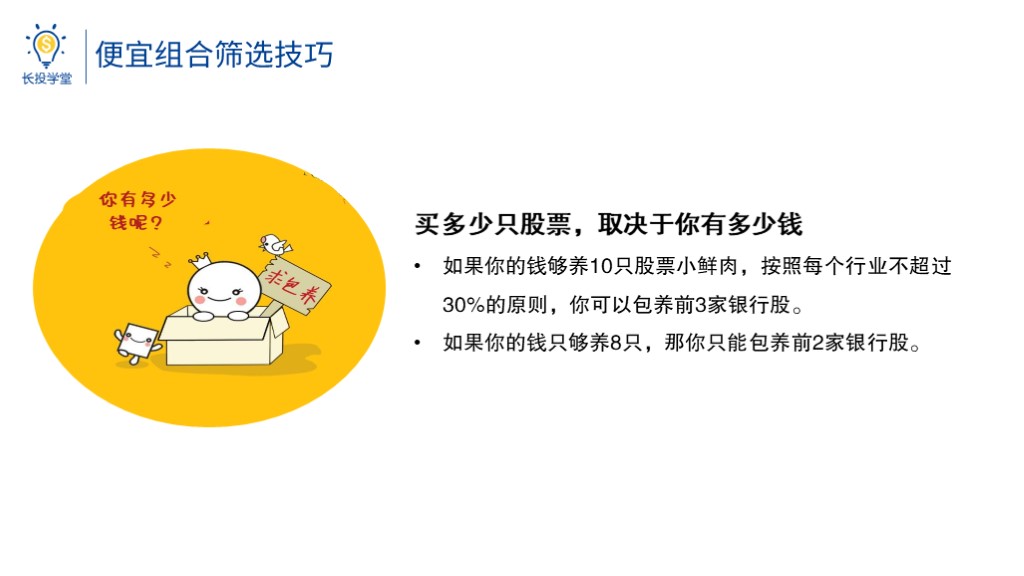 便宜组合筛选技巧
长投学堂
你有多少
钱呢？
求包养
买多少只股票，取决于你有多少钱
• 如果你的钱够养10只股票小鲜肉，按照每个行业不超过
30%的原则，你可以包养前3家银行股。
• 如果你的钱只够养8只，那你只能包养前2家银行股。